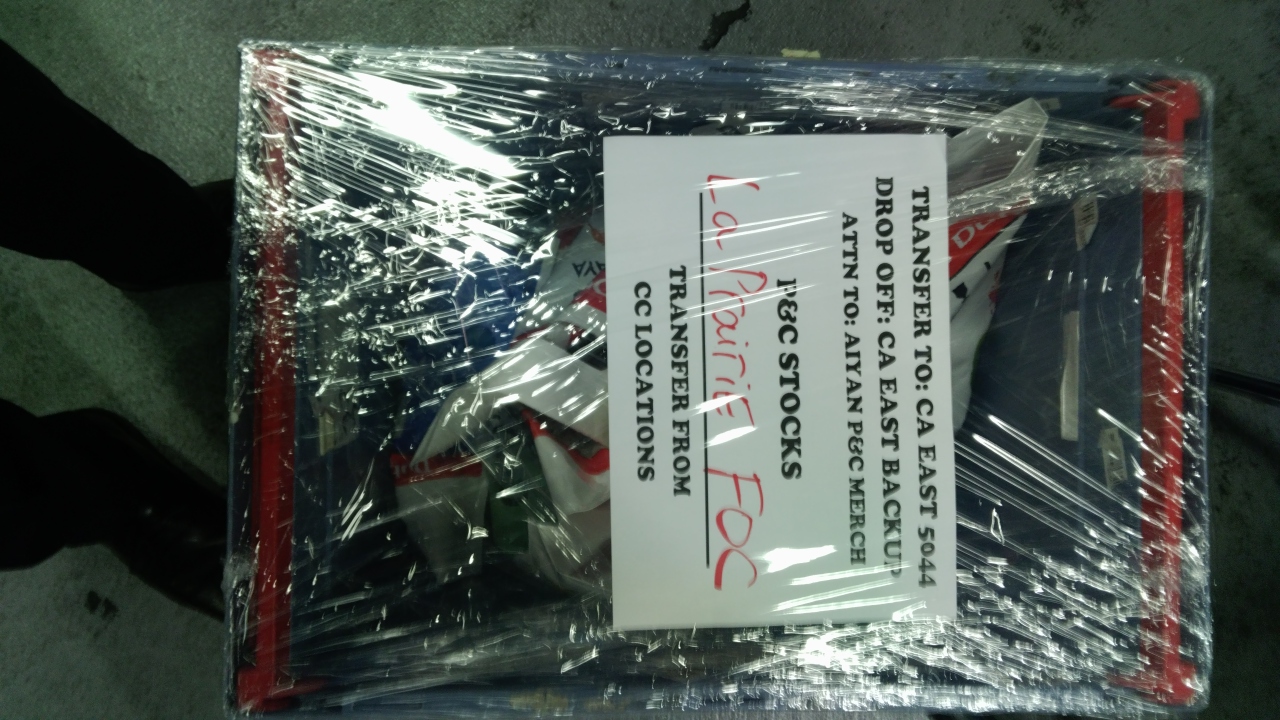 TRANSFER TO: CA EAST 5044
DROP OFF: CA EAST BACKUP
ATTN TO: AIYAN P&C MERCH
P&C STOCKS
La PrairiE FOC
TRANSFER FROM
CC LOCATIONS